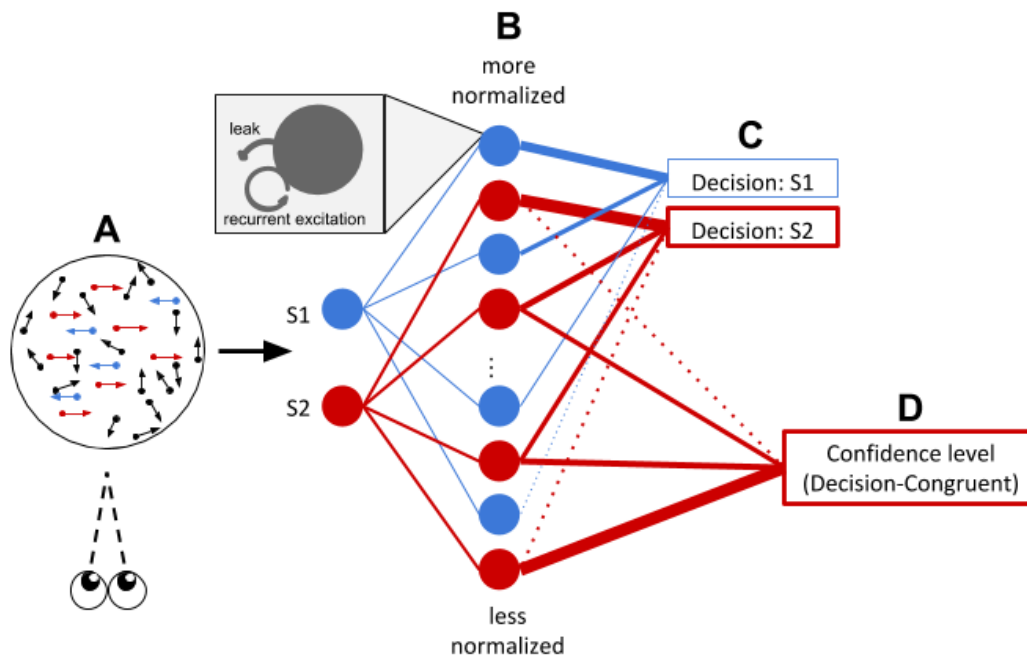 B
more
normalized
leak
recurrent excitation
C
Decision: S1
Decision: S2
A
S1
S2
...
D
Confidence level
(Decision-Congruent)
less
normalized